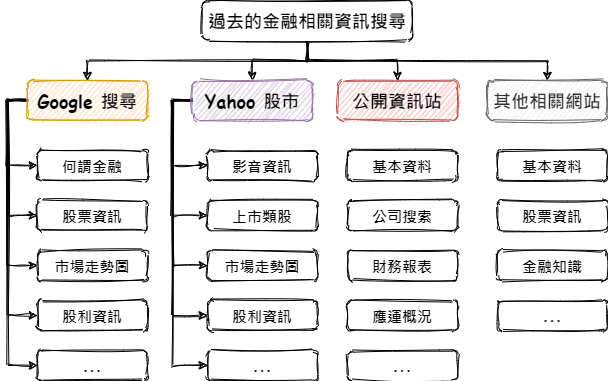 過去的金融相關資訊搜尋
Google 搜尋
Yahoo 股市
公開資訊站
其他相關網站
何謂金融
影音資訊
基本資料
基本資料
股票資訊
上市類股
公司搜索
股票資訊
市場走勢圖
市場走勢圖
財務報表
金融知識
股利資訊
股利資訊
應運概況
...
...
...
...